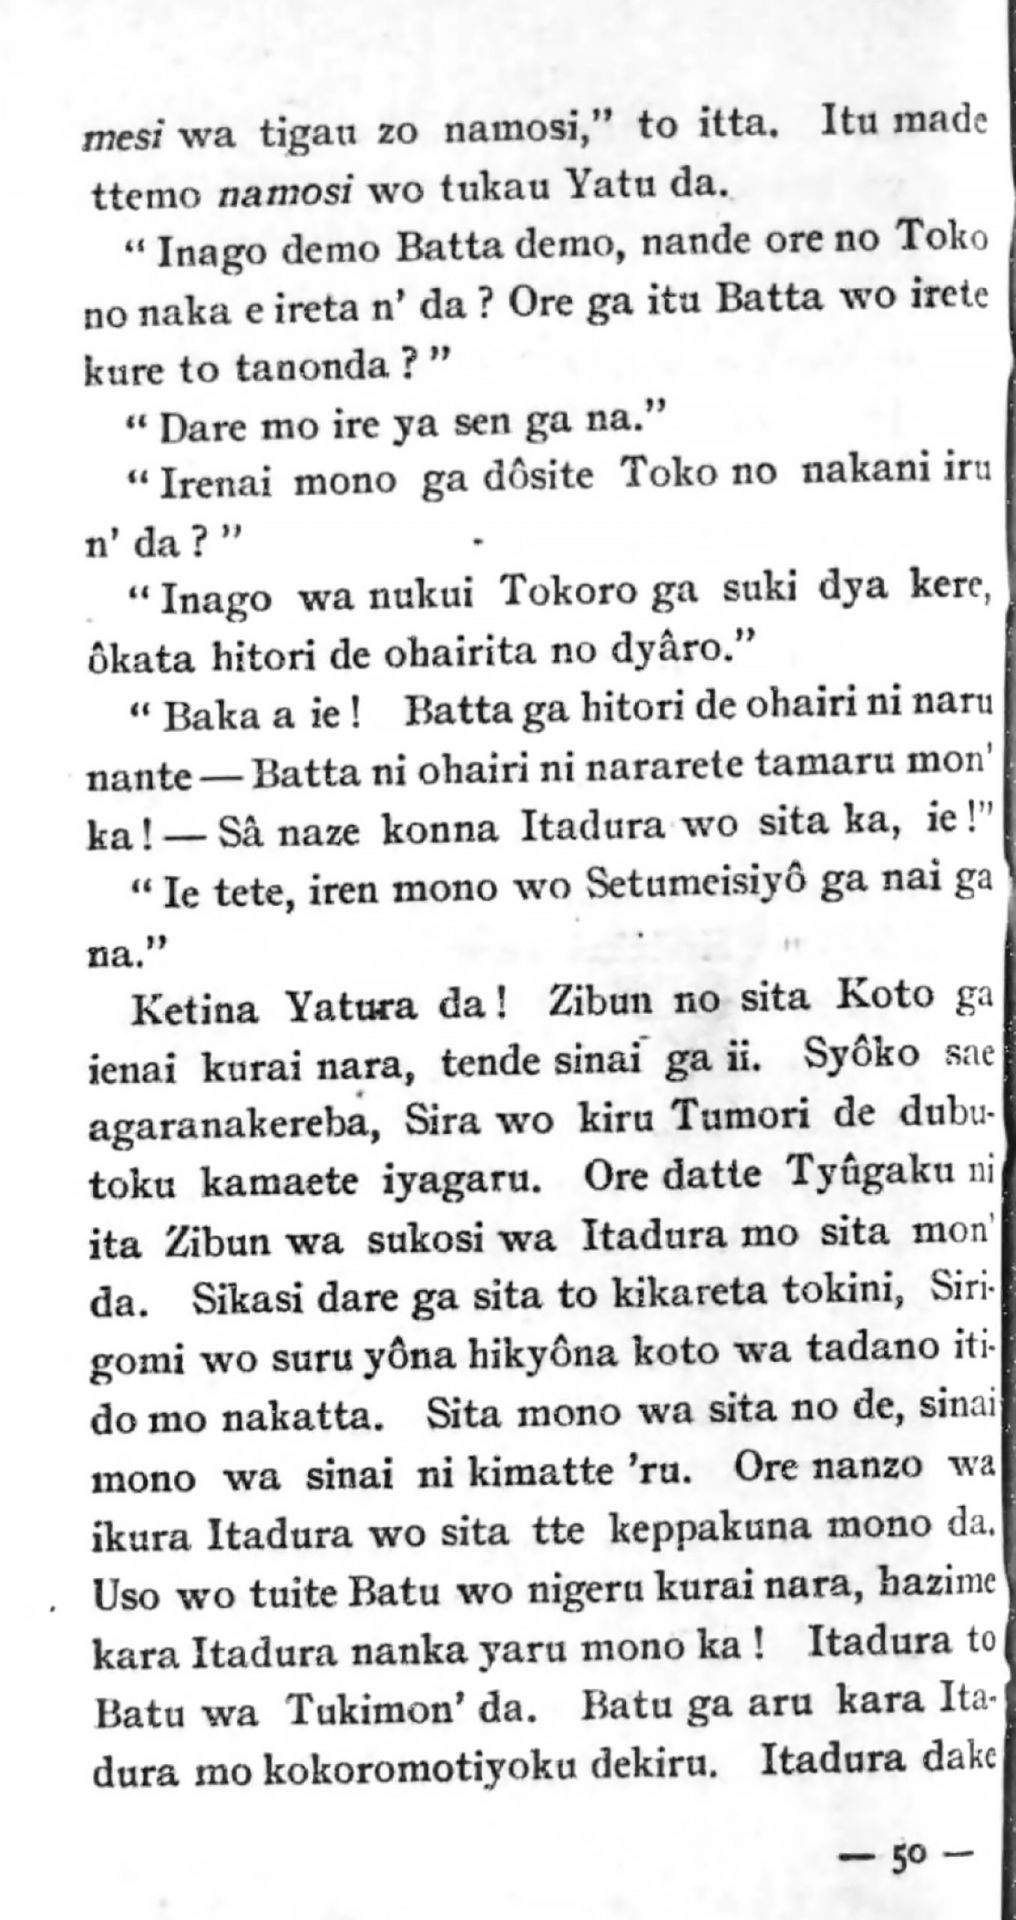 mesi wa tigau zo namosi,” to itta. Itu made
ttemo namosi wo tukau Yatu da.
“ Inago demo Batta demo, nande ore no Toko
no naka e ireta n’ da ? Ore ga itu Batta wo irete
kure to tanonda ? ”
“ Dare mo ire ya sen ga na.”
“ Irenai mono ga dôsite Toko no nakani iru
n’ da ? ”
“ Inago wa nukui Tokoro ga suki dya kere,
ôkata hitori de ohairita no dyâro.”
“ Baka a ie ! Batta ga hitori de ohairi ni naru
nante — Batta ni ohairi ni nararete tamaru mon’
ka ! — Sâ naze konna Itadura wo sita ka, ie !”
“ Ie tete, iren mono wo Setumeisiyô ga nai ga
na.”
Ketina Yatura da ! Zibun no sita Koto ga
ienai kurai nara, tende sinai ga ii. Syôko sae
agaranakereba, Sira wo kiru Tumori de dubu-
toku kamaete iyagaru. Ore datte Tyûgaku ni
ita Zibun wa sukosi wa Itadura mo sita mon’
da. Sikasi dare ga sita to kikareta tokini, Siri-
gomi wo suru yôna hikyôna koto wa tadano iti-
do mo nakatta. Sita mono wa sita no de, sinai
mono wa sinai ni kimatte ’ru. Ore nanzo wa
ikura Itadura wo sita tte keppakuna mono da.
Uso wo tuite Batu wo nigeru kurai nara, hazime
kara Itadura nanka yaru mono ka ! Itadura to
Batu wa Tukimon’ da. Batu ga aru kara Ita-
dura mo kokoromotiyoku dekiru. Itadura dake
— 50 —